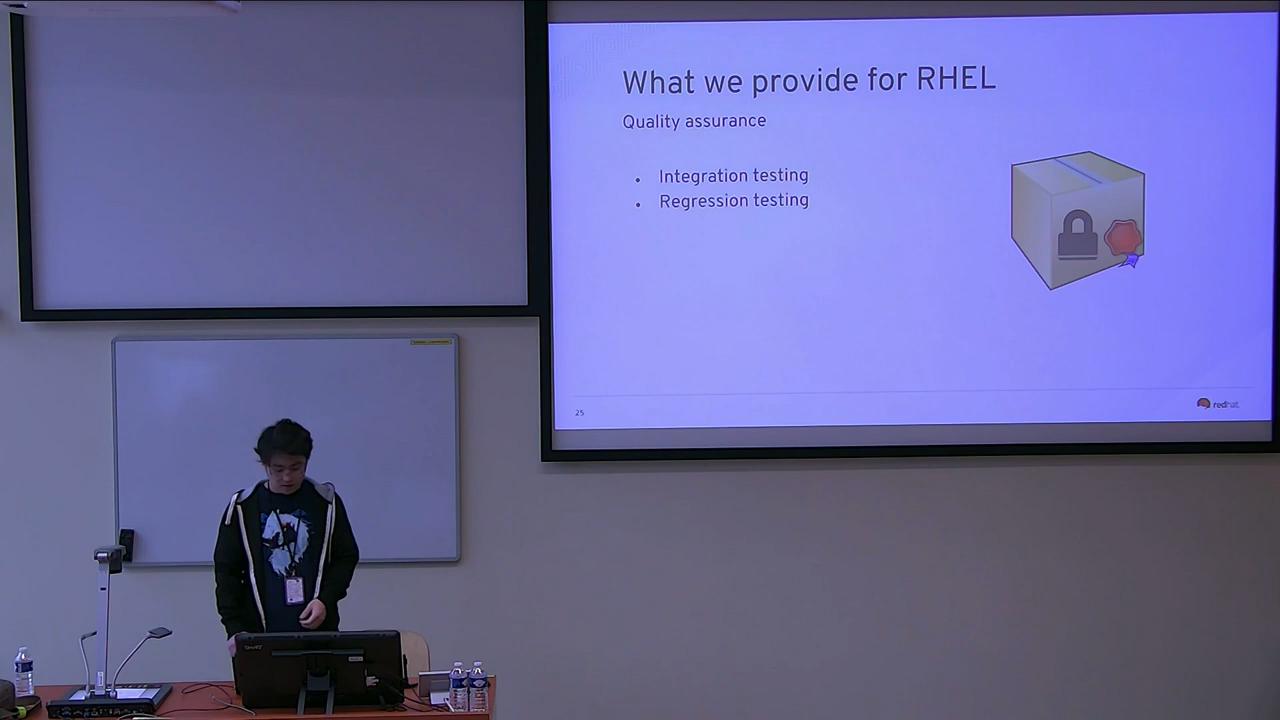 What we provide for RHEL
Quality assurance
Integration testing
Regression testing
25
redhat